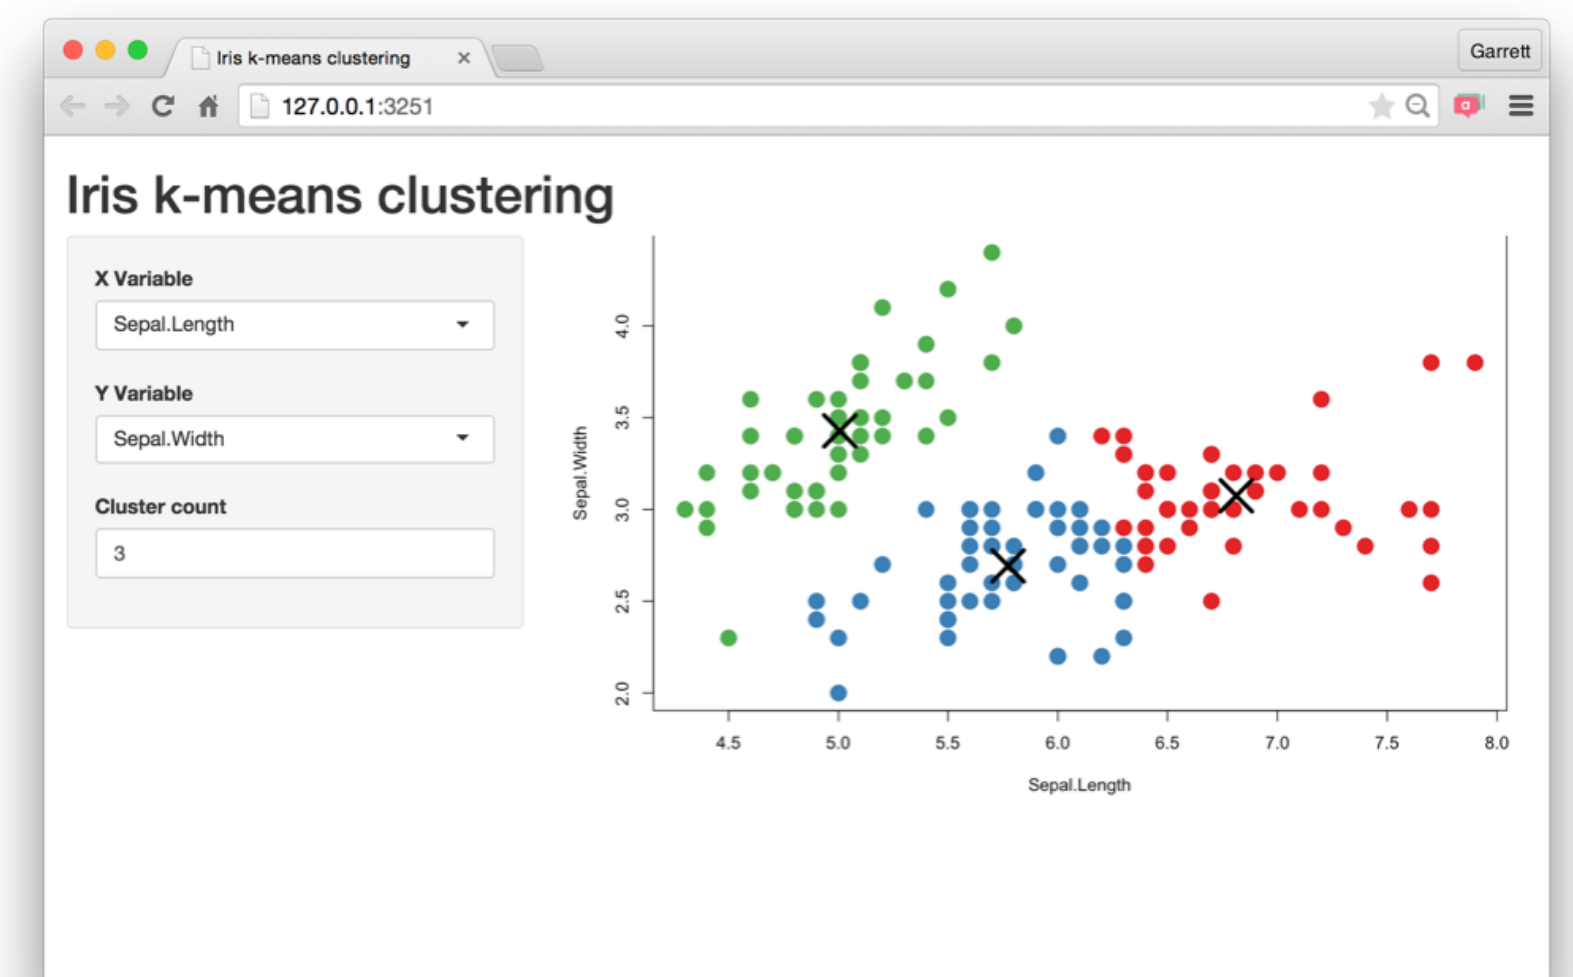 Iris k-means clustering
Garrett
127.0.0.1:3251
a
Iris k-means clustering
X Variable
Sepal.Length
Y Variable
Sepal.Width
Cluster count
3
Sepal.Width
4.0
3.5
3.0
2.5
2.0
4.5 5.0 5.5 6.0 6.5 7.0 7.5 8.0
Sepal.Length